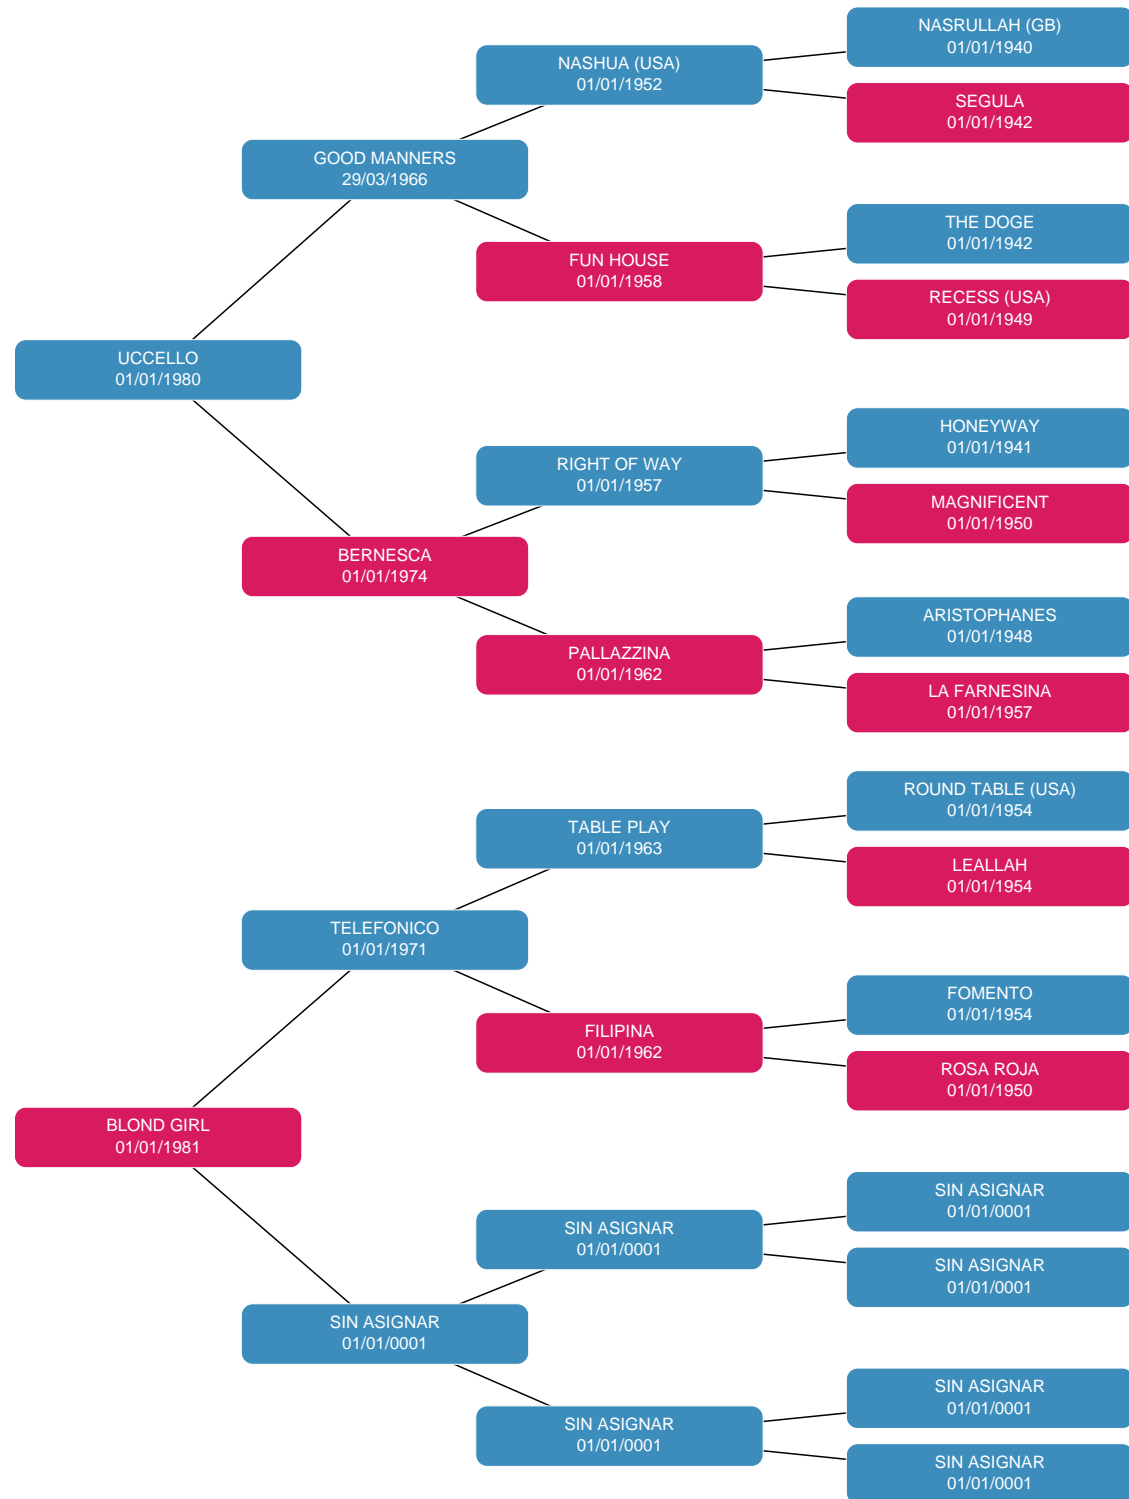 NASRULLAH (GB)
01/01/1940
NASHUA (USA)
01/01/1952
SEGULA
01/01/1942
GOOD MANNERS
29/03/1966
THE DOGE
01/01/1942
FUN HOUSE
01/01/1958
RECESS (USA)
01/01/1949
UCCELLO
01/01/1980
HONEYWAY
01/01/1941
RIGHT OF WAY
01/01/1957
MAGNIFICENT
01/01/1950
BERNESCA
01/01/1974
ARISTOPHANES
01/01/1948
PALLAZZINA
01/01/1962
LA FARNESINA
01/01/1957
ROUND TABLE (USA)
01/01/1954
TABLE PLAY
01/01/1963
LEALLAH
01/01/1954
TELEFONICO
01/01/1971
FOMENTO
01/01/1954
FILIPINA
01/01/1962
ROSA ROJA
01/01/1950
BLOND GIRL
01/01/1981
SIN ASIGNAR
01/01/0001
SIN ASIGNAR
01/01/0001
SIN ASIGNAR
01/01/0001
SIN ASIGNAR
01/01/0001
SIN ASIGNAR
01/01/0001
SIN ASIGNAR
01/01/0001
SIN ASIGNAR
01/01/0001